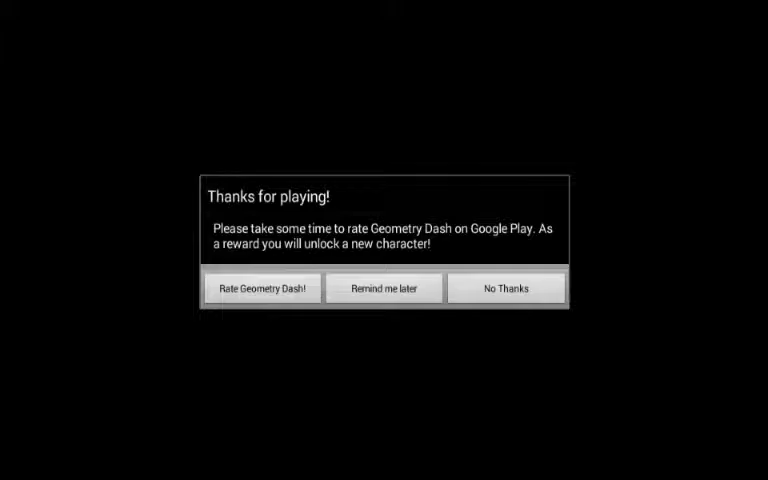 Thanks for playing!
Please take some time to rate Geometry Dash on Google Play. As
a reward you will unlock a new character!
Rate Geometry Dash! Remind me later No Thanks